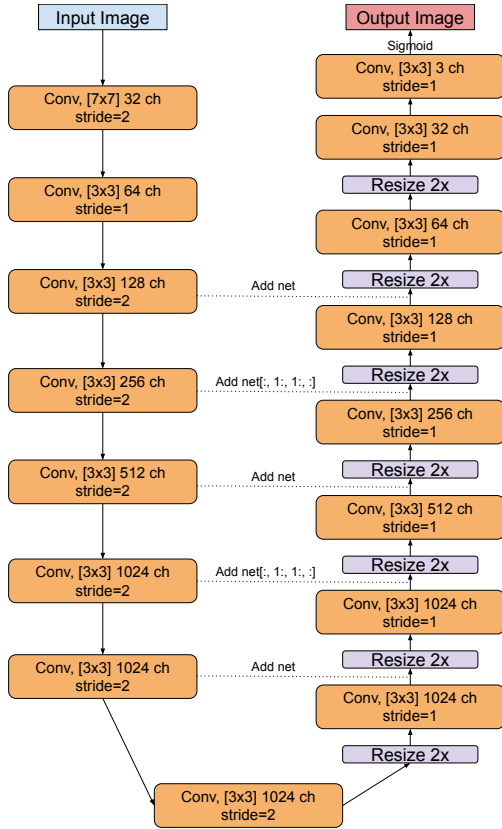 Input Image
Conv, [7x7] 32 ch
stride=2
Conv, [3x3] 64 ch
stride=1
Conv, [3x3] 128 ch
stride=2
Conv, [3x3] 256 ch
stride=2
Conv, [3x3] 512 ch
stride=2
Conv, [3x3] 1024 ch
stride=2
Conv, [3x3] 1024 ch
stride=2
Conv, [3x3] 1024 ch
stride=2
Add net
Add net[:, 1:, 1:, :]
Add net
Add net[:, 1:, 1:, :]
Add net
Output Image
Sigmoid
Conv, [3x3] 3 ch
stride=1
Conv, [3x3] 32 ch
stride=1
Resize 2x
Conv, [3x3] 64 ch
stride=1
Resize 2x
Conv, [3x3] 128 ch
stride=1
Resize 2x
Conv, [3x3] 256 ch
stride=1
Resize 2x
Conv, [3x3] 512 ch
stride=1
Resize 2x
Conv, [3x3] 1024 ch
stride=1
Resize 2x
Conv, [3x3] 1024 ch
stride=1
Resize 2x